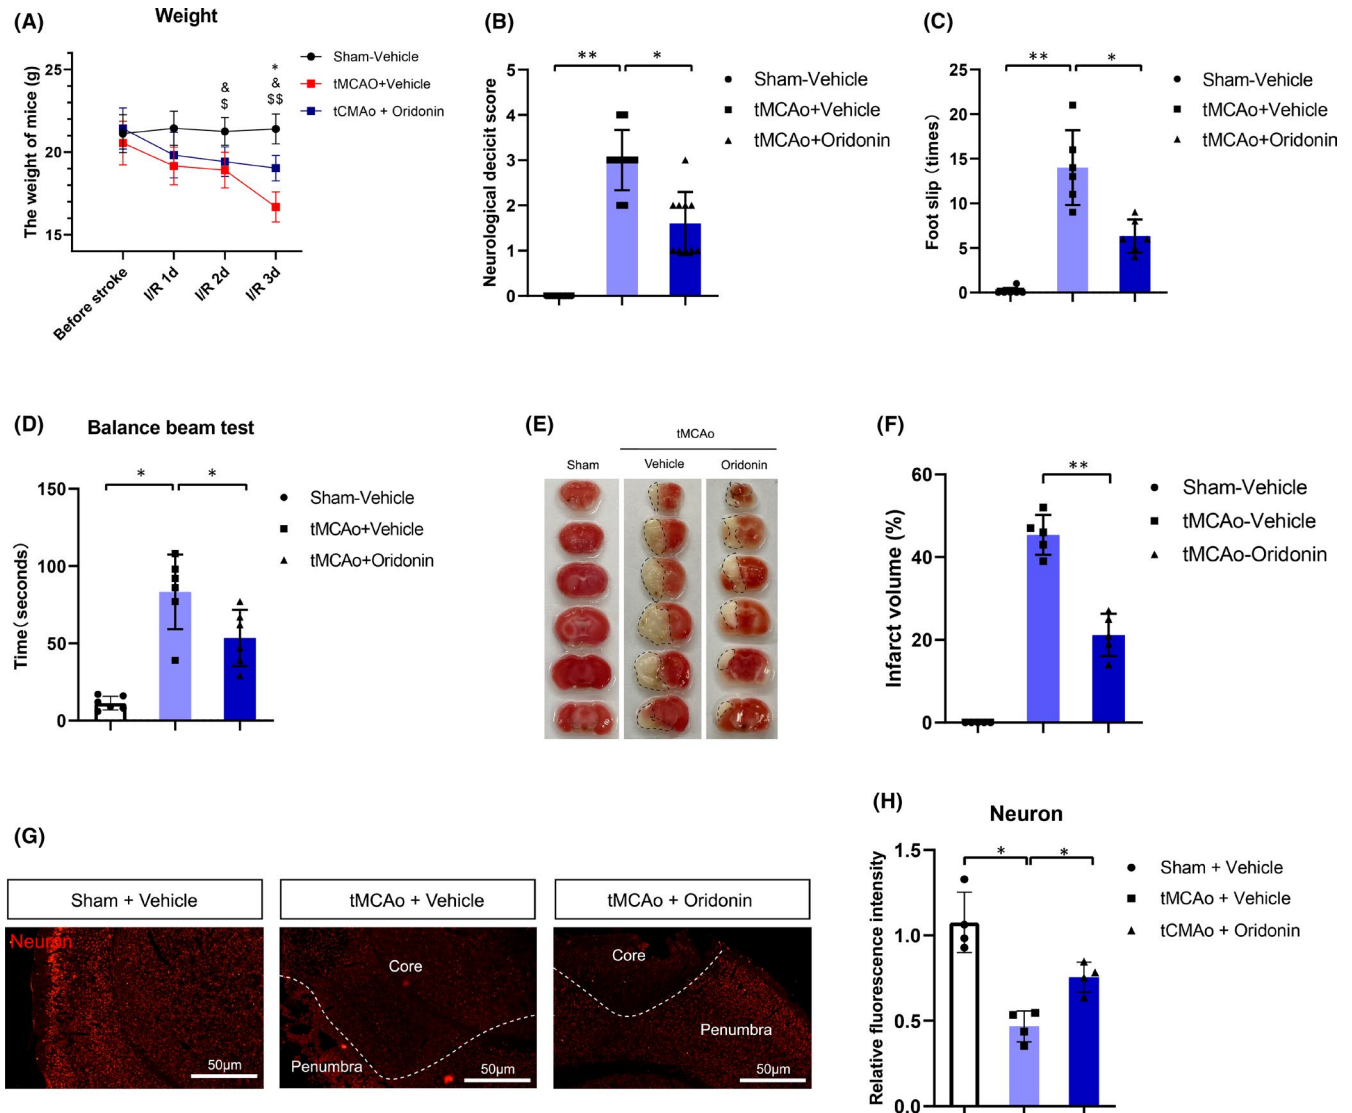 (A)
Weight
The weight of mice (g)
25
20
15
Before stroke
I/R 1d
I/R 2d
I/R 3d
&
$
*
&
$$
Sham-Vehicle
tMCAO+Vehicle
tCMAo + Oridonin
(B)
Neurological decicit score
5
4
3
2
1
0
**
*
Sham-Vehicle
tMCAo+Vehicle
tMCAo+Oridonin
(C)
Foot slip (times)
25
20
15
10
5
0
**
*
Sham-Vehicle
tMCAo+Vehicle
tMCAo+Oridonin
(D)
Balance beam test
Time(seconds)
150
100
50
0
*
*
Sham-Vehicle
tMCAo+Vehicle
tMCAo+Oridonin
(E)
tMCAo
Sham
Vehicle
Oridonin
(F)
Infarct volume (%)
60
40
20
0
**
Sham-Vehicle
tMCAo-Vehicle
tMCAo-Oridonin
(G)
Sham + Vehicle
tMCAo + Vehicle
tMCAo + Oridonin
Neuron
50μm
Core
Penumbra
50μm
Core
Penumbra
50μm
(H)
Neuron
Relative fluorescence intensity
1.5
1.0
0.5
0.0
*
*
Sham + Vehicle
tMCAo + Vehicle
tCMAo + Oridonin